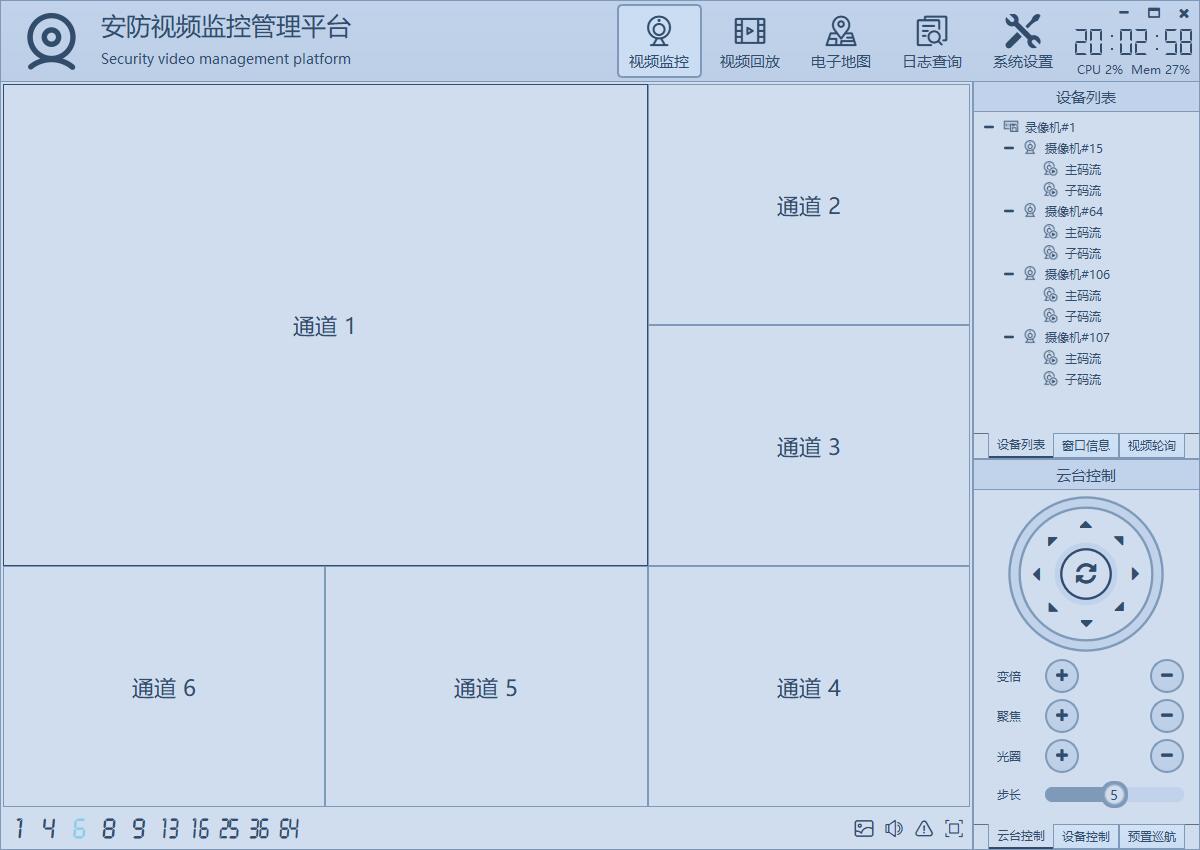 安防视频监控管理平台
Security video management platform
视频监控
视频回放
电子地图
日志查询
系统设置
20:02:58
CPU 2% Mem 27%
通道 1
通道 2
通道 3
通道 6
通道 5
通道 4
1 4 6 8 9 13 16 25 36 64
设备列表
录像机#1
摄像机#15
主码流
子码流
摄像机#64
主码流
子码流
摄像机#106
主码流
子码流
摄像机#107
主码流
子码流
设备列表 窗口信息 视频轮询
云台控制
变倍
聚焦
光圈
步长 5
云台控制 设备控制 预置巡航